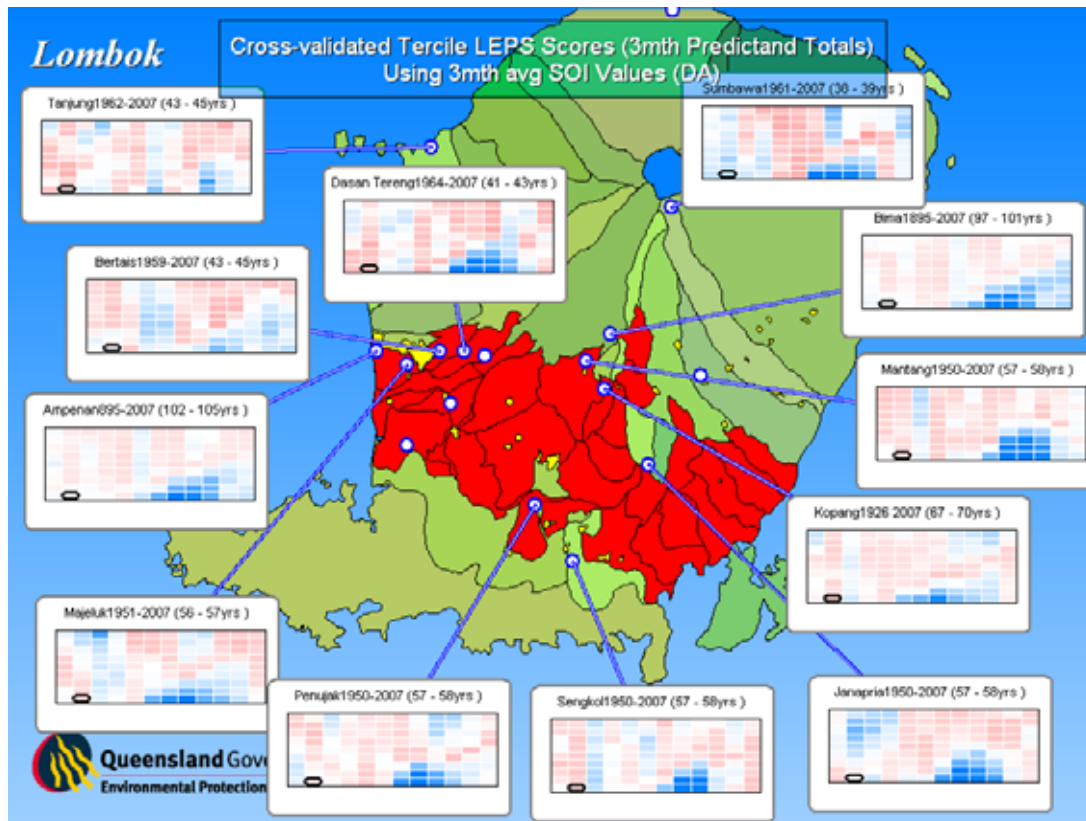 Lombok
Cross-validated Tercile LEPS Scores (3mth Predictand Totals)
Using 3mth avg SOI Values (DA)
Tanjung1962-2007 (43 - 45yrs )
Sumbawa1961-2007 (38 - 39yrs )
Dasan Tereng1964-2007 (41 - 43yrs )
Bima1895-2007 (97 - 101yrs )
Bertais1959-2007 (43 - 45yrs )
Mantang1950-2007 (57 - 58yrs )
Ampenan895-2007 (102 - 105yrs )
Kopang1926 2007 (67 - 70yrs )
Majeluk1951-2007 (56 - 57yrs )
Penujak1950-2007 (57 - 58yrs )
Sengkol1950-2007 (57 - 58yrs )
Janapria1950-2007 (57 - 58yrs )
Queensland Gove
Environmental Protection